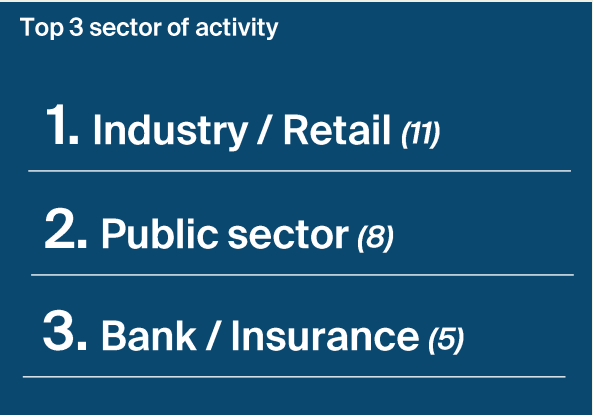 Top 3 sector of activity
1. Industry / Retail (11)
2. Public sector (8)
3. Bank / Insurance (5)